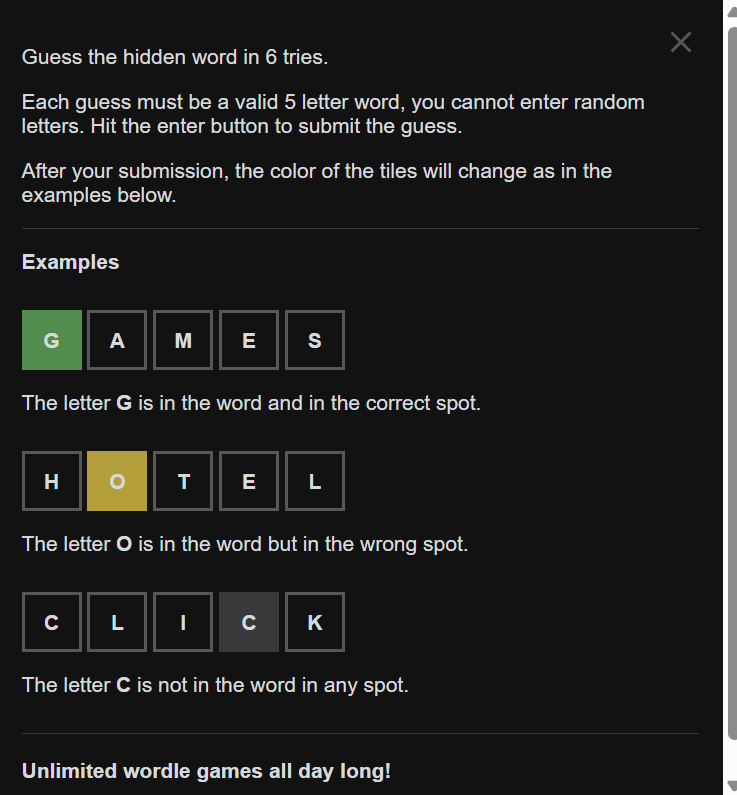 Guess the hidden word in 6 tries.
Each guess must be a valid 5 letter word, you cannot enter random
letters. Hit the enter button to submit the guess.
After your submission, the color of the tiles will change as in the
examples below.
Examples
G A M E S
The letter G is in the word and in the correct spot.
H O T E L
The letter O is in the word but in the wrong spot.
C L I C K
The letter C is not in the word in any spot.
Unlimited wordle games all day long!